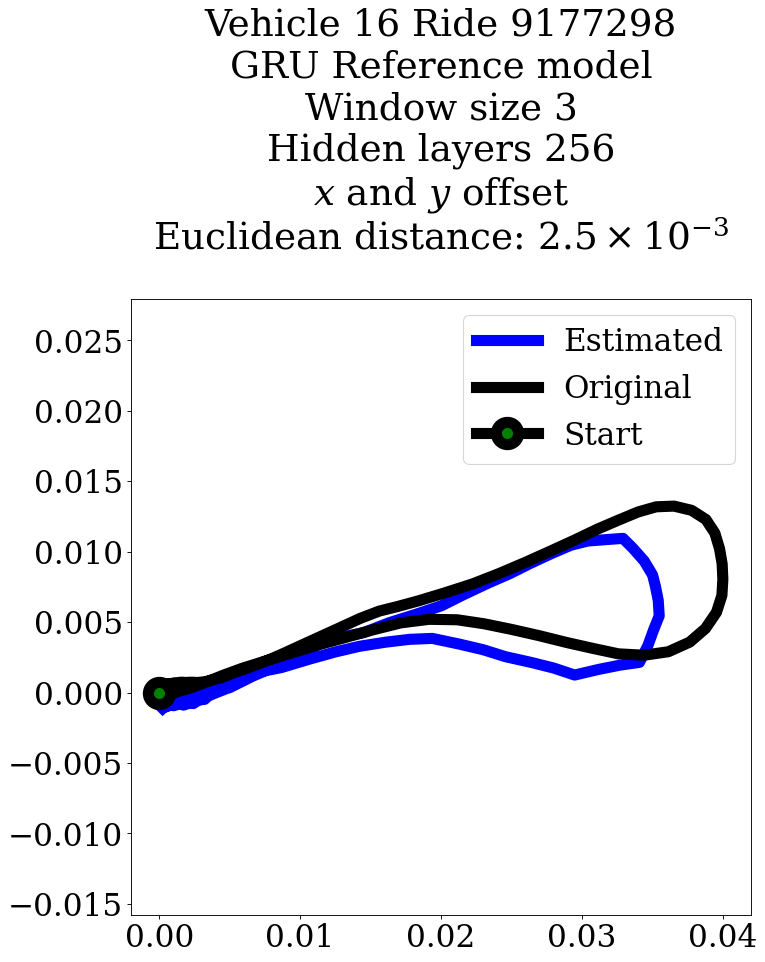 Vehicle 16 Ride 9177298
GRU Reference model
Window size 3
Hidden layers 256
x and y offset
Euclidean distance: 2.5 × 10⁻³
Estimated
Original
Start
0.025
0.020
0.015
0.010
0.005
0.000
−0.005
−0.010
−0.015
0.00 0.01 0.02 0.03 0.04